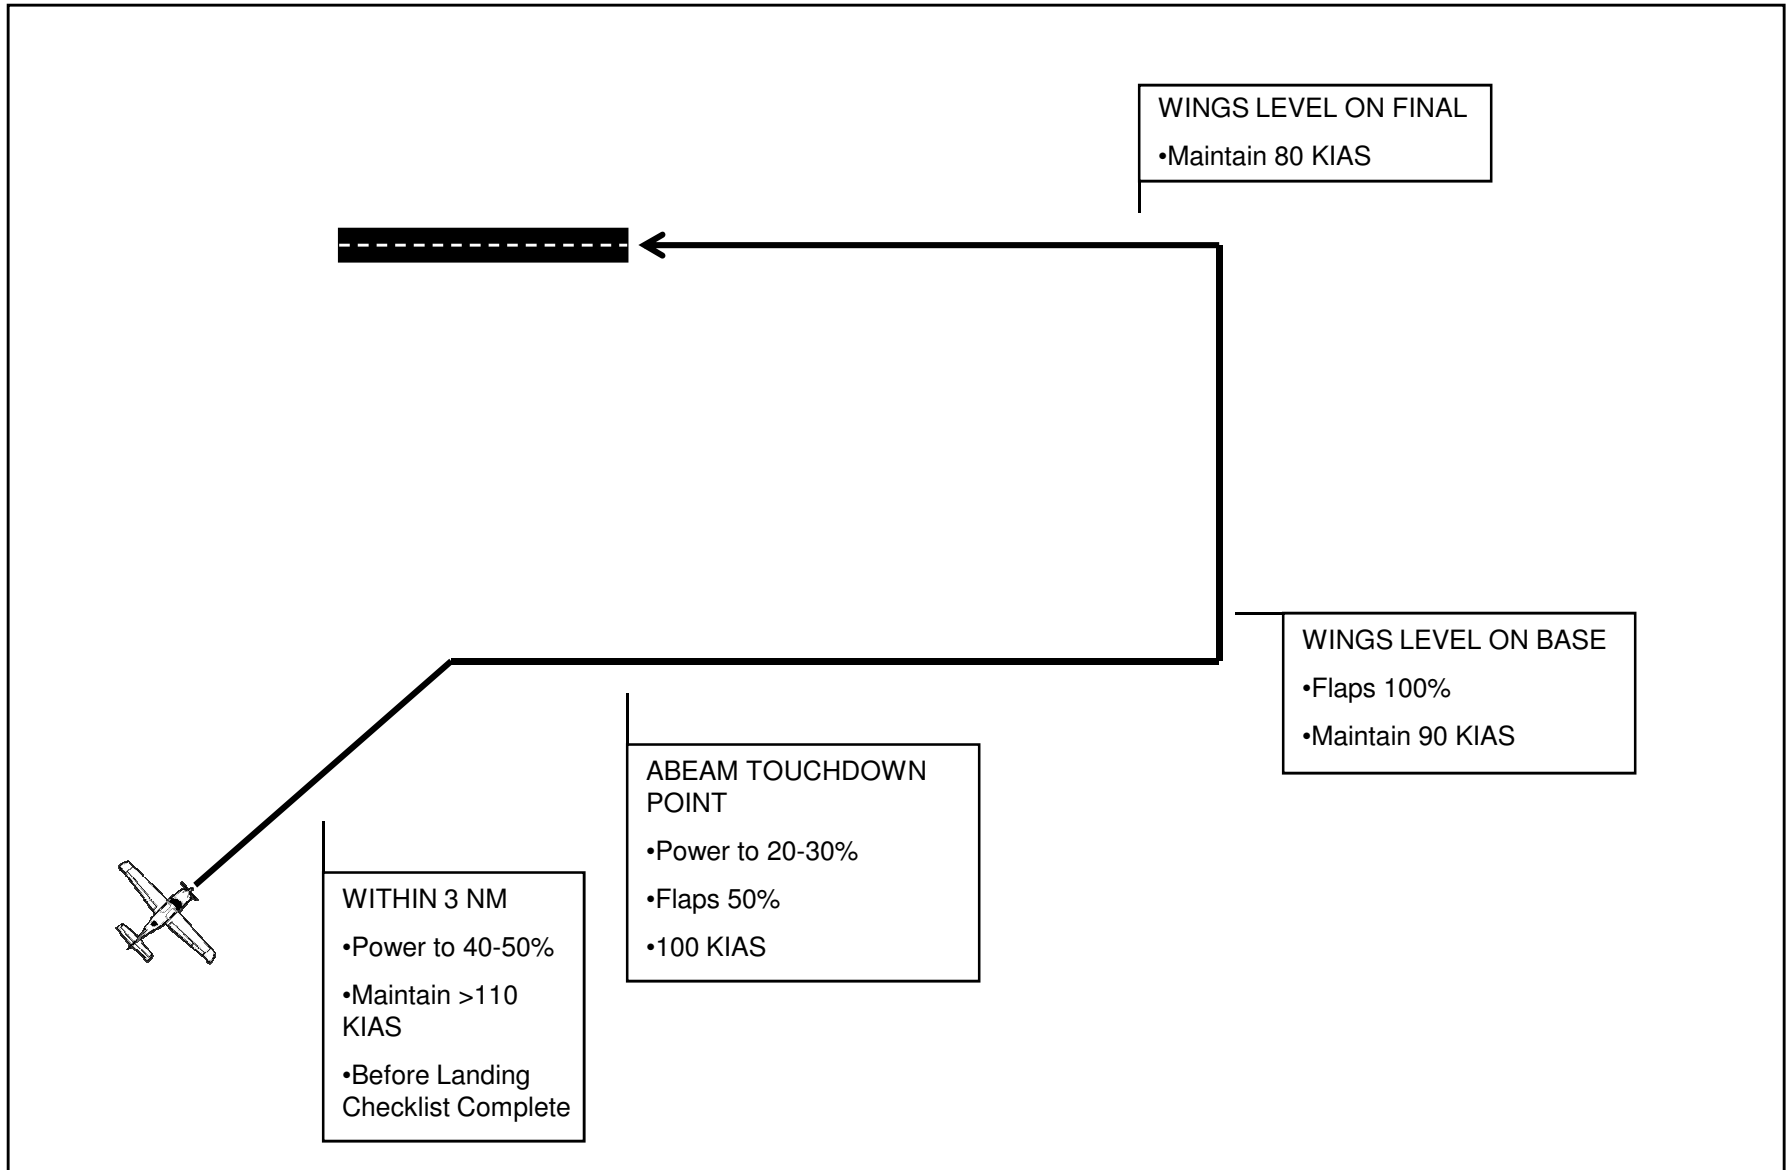 WINGS LEVEL ON FINAL
•Maintain 80 KIAS
WINGS LEVEL ON BASE
•Flaps 100%
•Maintain 90 KIAS
ABEAM TOUCHDOWN
POINT
•Power to 20-30%
•Flaps 50%
•100 KIAS
WITHIN 3 NM
•Power to 40-50%
•Maintain >110
KIAS
•Before Landing
Checklist Complete